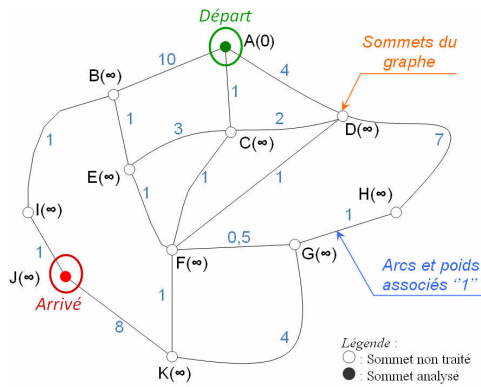 Départ
A(0)
Sommets du
graphe
10
4
B(∞)
1
1
3
2
C(∞)
D(∞)
1
7
E(∞)
1
1
1
H(∞)
I(∞)
1
0,5
1
F(∞)
G(∞)
J(∞)
Arcs et poids
associés ‘’1’’
Arrivé
1
8
4
K(∞)
Légende :
: Sommet non traité
: Sommet analysé